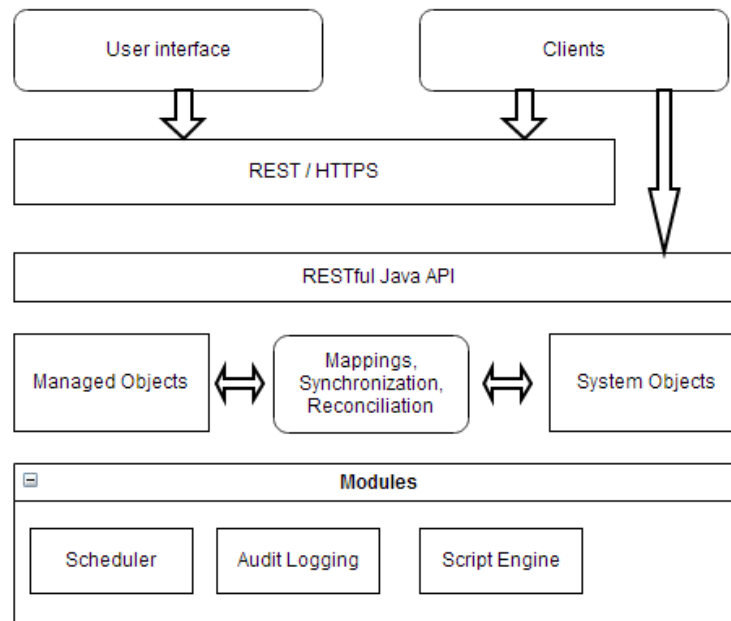 User interface
Clients
REST / HTTPS
RESTful Java API
Managed Objects
Mappings,
Synchronization,
Reconciliation
System Objects
Modules
Scheduler
Audit Logging
Script Engine